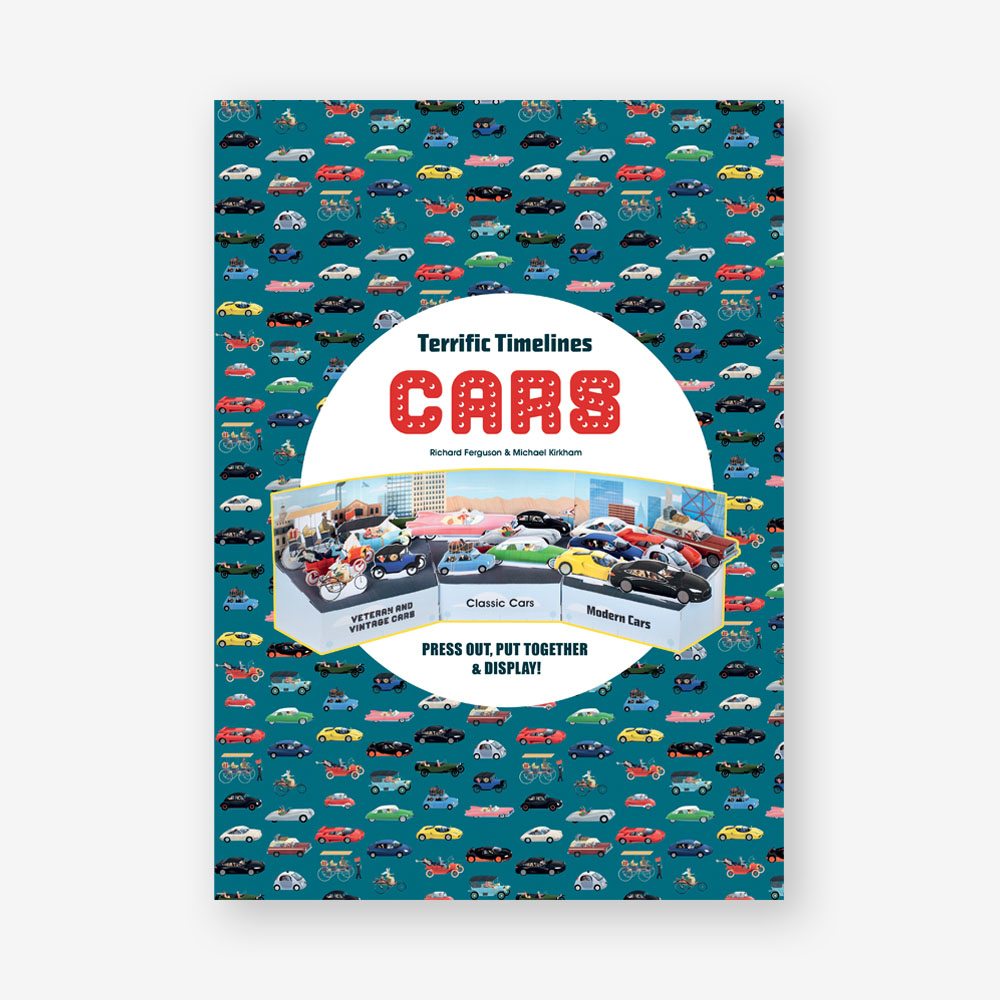 Terrific Timelines
CARS
Richard Ferguson & Michael Kirkham
VETERAN AND
VINTAGE CARS
Classic Cars
Modern Cars
PRESS OUT, PUT TOGETHER
& DISPLAY!